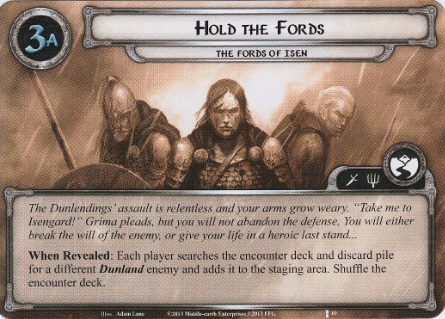 3A
HOLD THE FORDS
THE FORDS OF ISEN
The Dunlendings' assault is relentless and your arms grow weary. "Take me to
Isengard!" Grima pleads, but you will not abandon the defense. You will either
break the will of the enemy, or give your life in a heroic last stand...
When Revealed: Each player searches the encounter deck and discard pile
for a different Dunland enemy and adds it to the staging area. Shuffle the
encounter deck.
Illus. Adam Lane ©2013 Middle-earth Enterprises ©2013 FFG